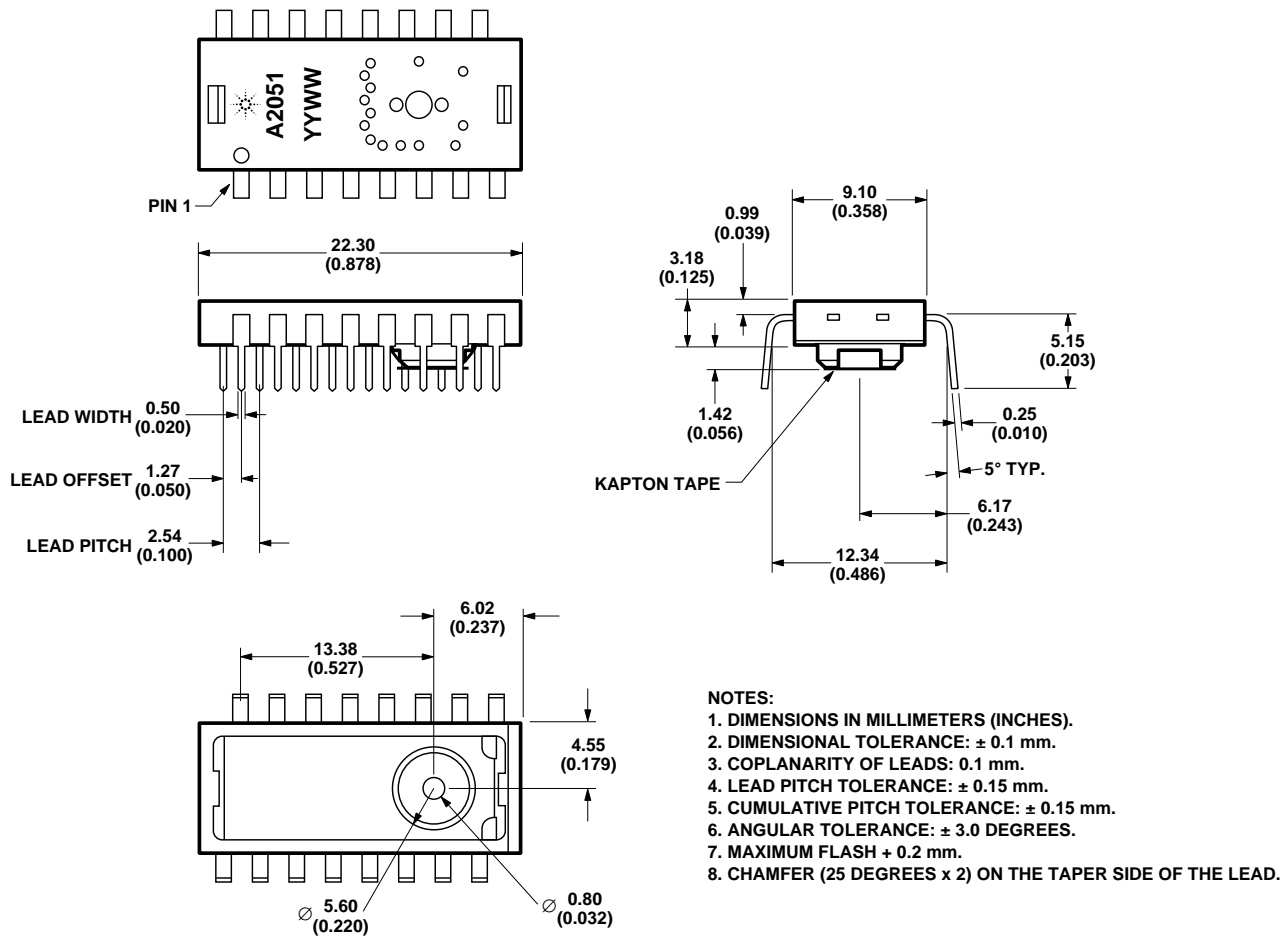 A2051
YYWW
PIN 1
22.30
(0.878)
LEAD WIDTH 0.50
(0.020)
LEAD OFFSET 1.27
(0.050)
LEAD PITCH 2.54
(0.100)
9.10
(0.358)
0.99
(0.039)
3.18
(0.125)
5.15
(0.203)
1.42
(0.056)
0.25
(0.010)
KAPTON TAPE
5° TYP.
6.17
(0.243)
12.34
(0.486)
6.02
(0.237)
13.38
(0.527)
4.55
(0.179)
∅ 5.60
(0.220)
∅ 0.80
(0.032)
NOTES:
1. DIMENSIONS IN MILLIMETERS (INCHES).
2. DIMENSIONAL TOLERANCE: ± 0.1 mm.
3. COPLANARITY OF LEADS: 0.1 mm.
4. LEAD PITCH TOLERANCE: ± 0.15 mm.
5. CUMULATIVE PITCH TOLERANCE: ± 0.15 mm.
6. ANGULAR TOLERANCE: ± 3.0 DEGREES.
7. MAXIMUM FLASH + 0.2 mm.
8. CHAMFER (25 DEGREES x 2) ON THE TAPER SIDE OF THE LEAD.